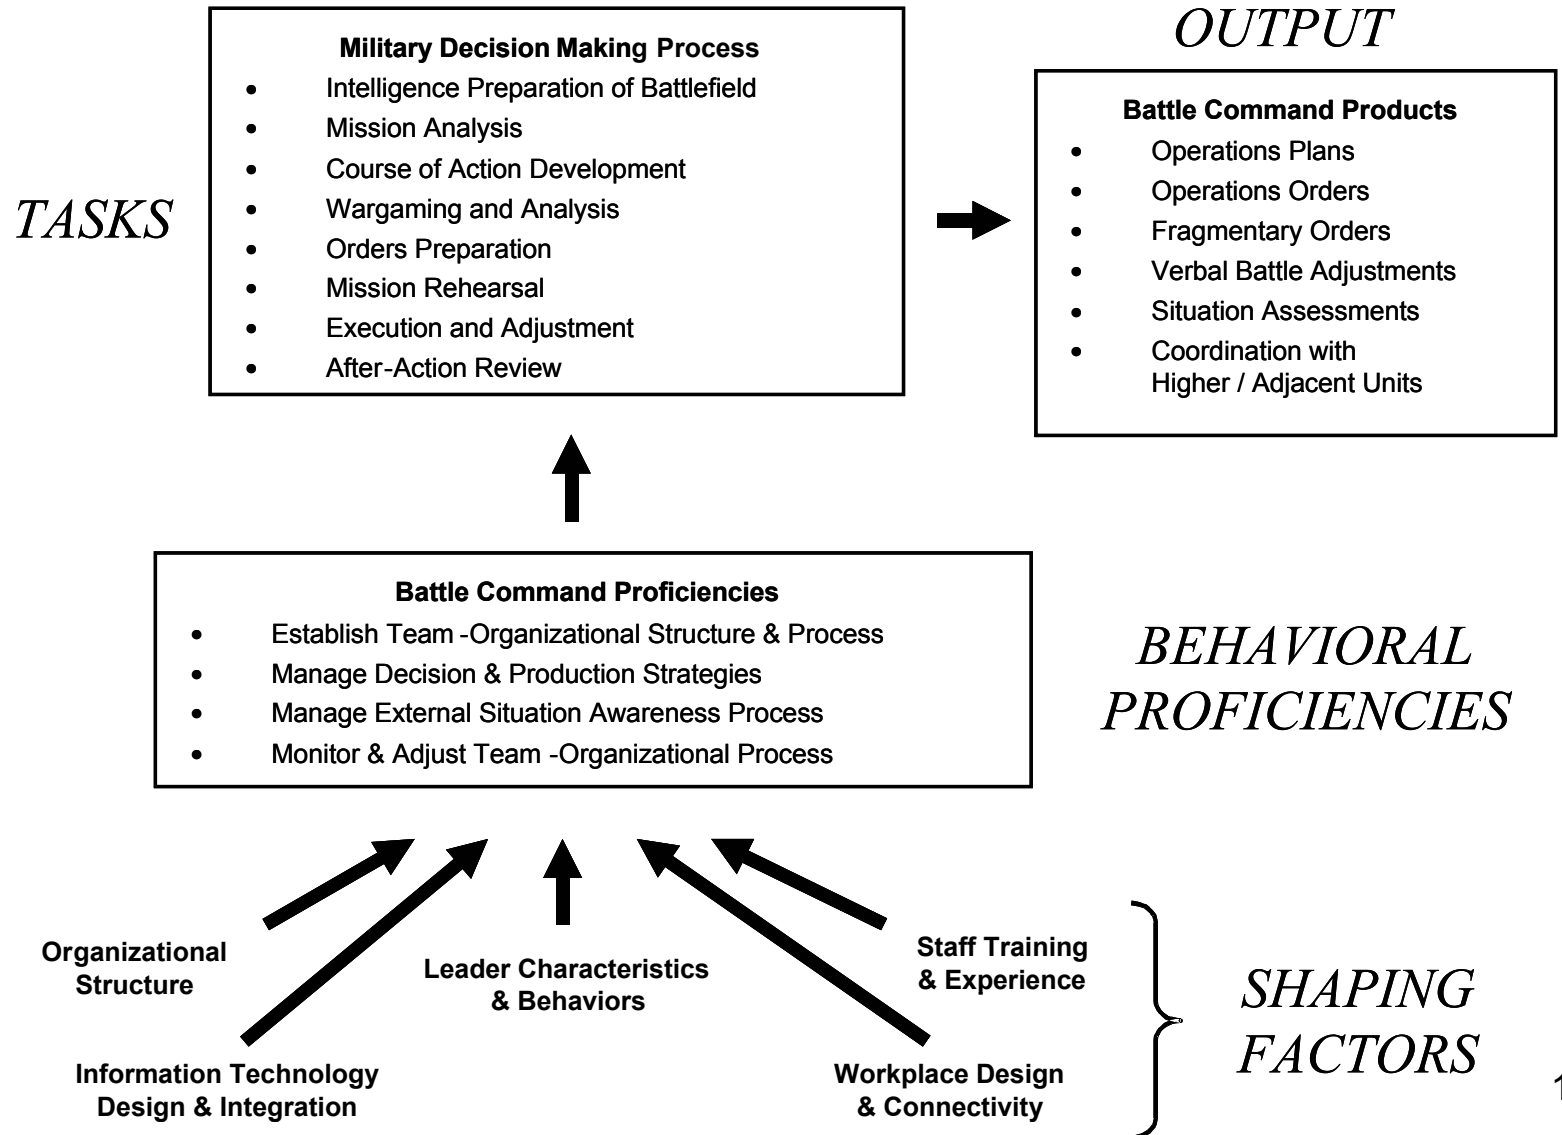 OUTPUT
Military Decision Making Process
• Intelligence Preparation of Battlefield
• Mission Analysis
• Course of Action Development
• Wargaming and Analysis
• Orders Preparation
• Mission Rehearsal
• Execution and Adjustment
• After-Action Review
TASKS
Battle Command Products
• Operations Plans
• Operations Orders
• Fragmentary Orders
• Verbal Battle Adjustments
• Situation Assessments
• Coordination with
Higher / Adjacent Units
Battle Command Proficiencies
• Establish Team -Organizational Structure & Process
• Manage Decision & Production Strategies
• Manage External Situation Awareness Process
• Monitor & Adjust Team -Organizational Process
BEHAVIORAL
PROFICIENCIES
Organizational
Structure
Leader Characteristics
& Behaviors
Staff Training
& Experience
Information Technology
Design & Integration
Workplace Design
& Connectivity
SHAPING
FACTORS
1